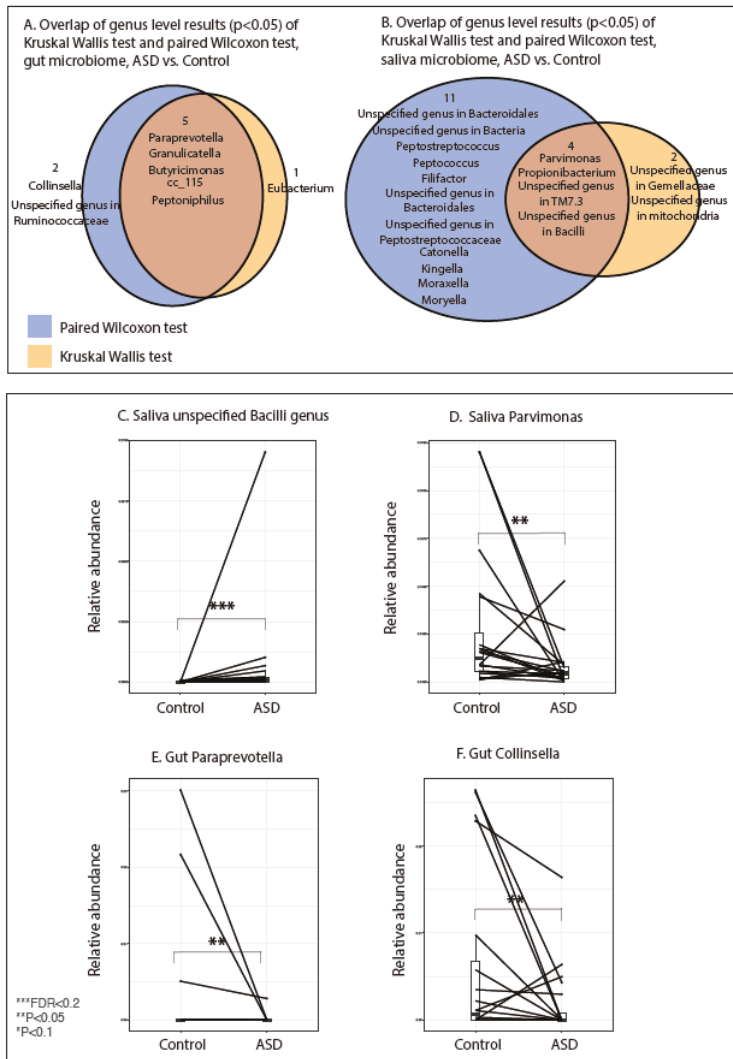 A. Overlap of genus level results (p<0.05) of
Kruskal Wallis test and paired Wilcoxon test,
gut microbiome, ASD vs. Control
5
Paraprevotella
Granulicatella
Butyricimonas
cc_115
Peptoniphilus
2
Collinsella
Unspecified genus in
Ruminococcaceae
1
Eubacterium
Paired Wilcoxon test
Kruskal Wallis test
B. Overlap of genus level results (p<0.05) of
Kruskal Wallis test and paired Wilcoxon test,
saliva microbiome, ASD vs. Control
11
Unspecified genus in Bacteroidales
Unspecified genus in Bacteria
Peptostreptococcus
Peptococcus
Filifactor
Unspecified genus in
Bacteroidales
Unspecified genus in
Peptostreptococcaceae
Catonella
Kingella
Moraxella
Moryella
4
Parvimonas
Propionibacterium
Unspecified genus
in TM7.3
Unspecified genus
in Bacilli
2
Unspecified genus
in Gemellaceae
Unspecified genus
in mitochondria
C. Saliva unspecified Bacilli genus
Relative abundance
***
Control ASD
D. Saliva Parvimonas
Relative abundance
**
Control ASD
E. Gut Paraprevotella
Relative abundance
**
Control ASD
F. Gut Collinsella
Relative abundance
**
Control ASD
***FDR<0.2
**P<0.05
*P<0.1